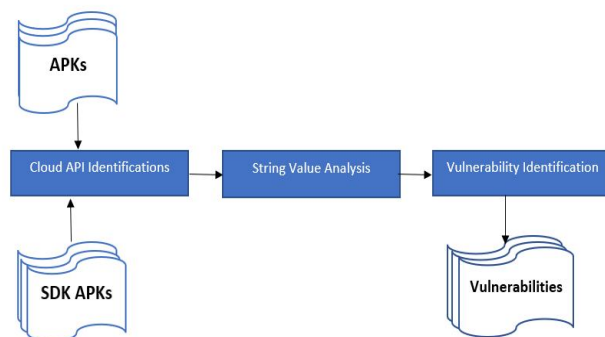 APKs
Cloud API Identifications
String Value Analysis
Vulnerability Identification
SDK APKs
Vulnerabilities